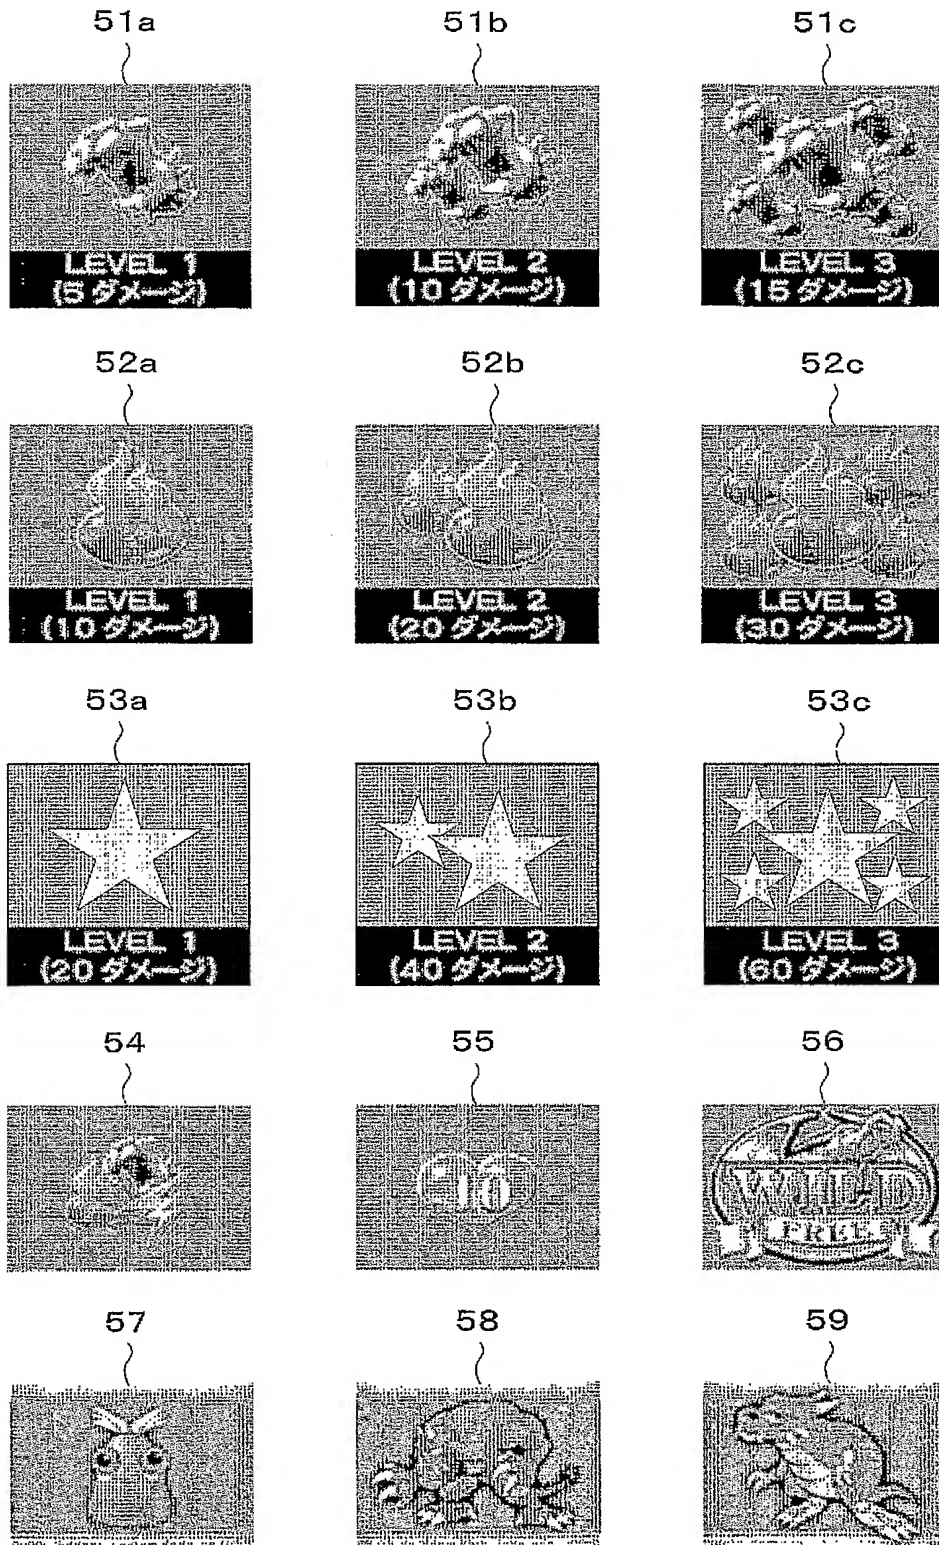 51a 51b 51c
LEVEL 1 LEVEL 2 LEVEL 3
(5 ダメージ) (10 ダメージ) (15 ダメージ)
52a 52b 52c
LEVEL 1 LEVEL 2 LEVEL 3
(10 ダメージ) (20 ダメージ) (30 ダメージ)
53a 53b 53c
LEVEL 1 LEVEL 2 LEVEL 3
(20 ダメージ) (40 ダメージ) (60 ダメージ)
54 55 56
WILD
57 58 59